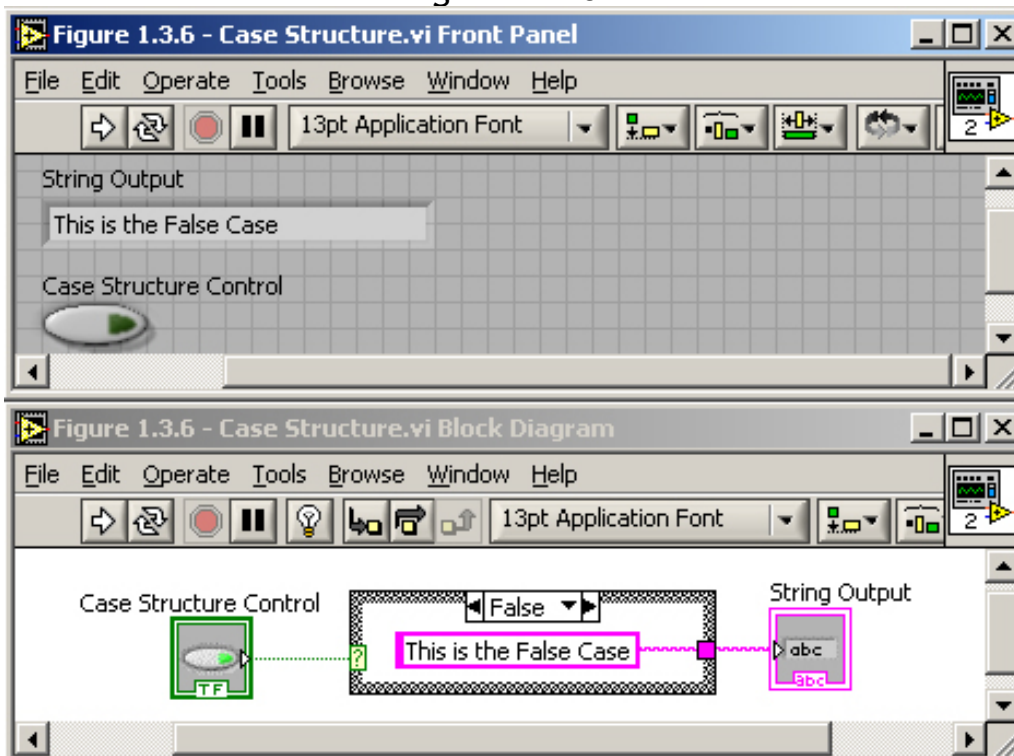 Figure 1.3.6 - Case Structure.vi Front Panel
File Edit Operate Tools Browse Window Help
13pt Application Font
2
String Output
This is the False Case
Case Structure Control
Figure 1.3.6 - Case Structure.vi Block Diagram
File Edit Operate Tools Browse Window Help
13pt Application Font
2
Case Structure Control
False
String Output
?
This is the False Case
abc
TF
abc